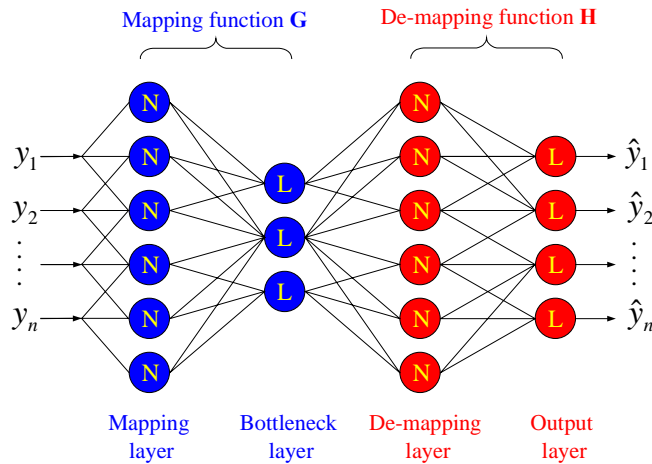 Mapping function G
De-mapping function H
N
N
N
N
N
N
L
L
L
N
N
N
N
N
N
L
L
L
L
y₁
y₂
⋮ ⋮
yₙ
ŷ₁
ŷ₂
⋮ ⋮
ŷₙ
Mapping
layer
Bottleneck
layer
De-mapping
layer
Output
layer